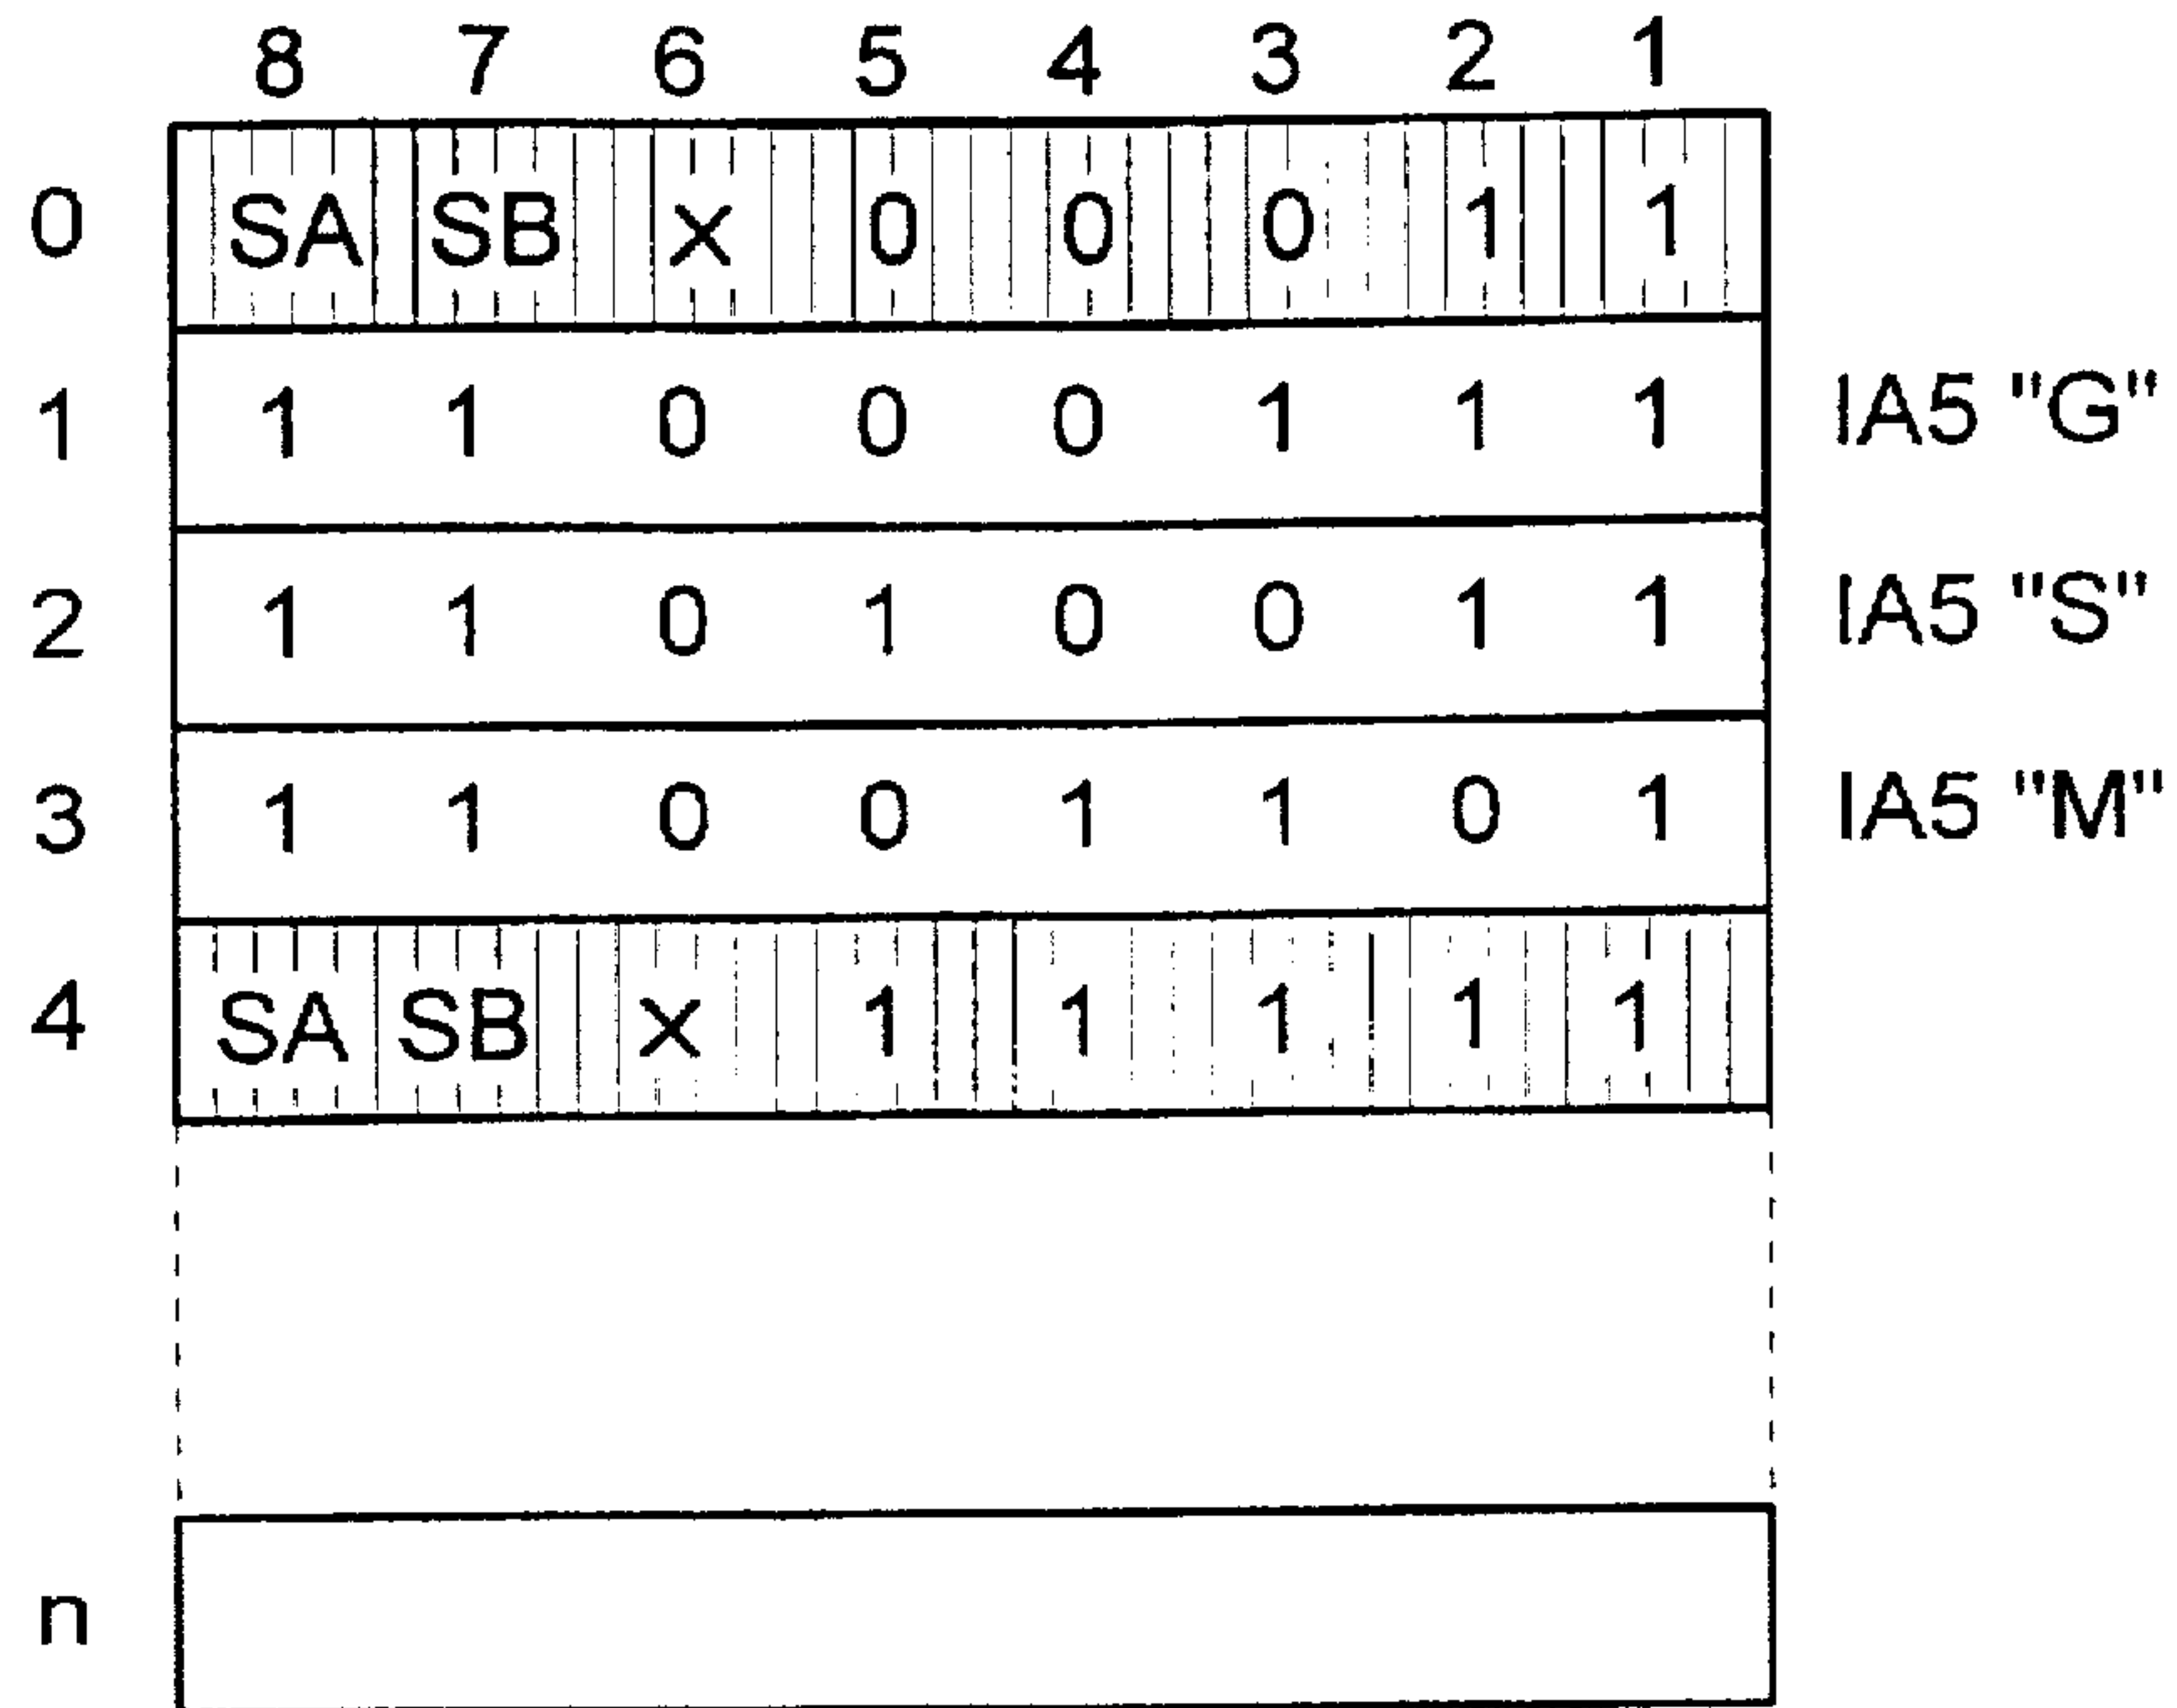 8 7 6 5 4 3 2 1
0 SA SB x 0 0 0 1 1
1 1 1 0 0 0 1 1 1 IA5 "G"
2 1 1 0 1 0 0 1 1 IA5 "S"
3 1 1 0 0 1 1 0 1 IA5 "M"
4 SA SB x 1 1 1 1 1
n